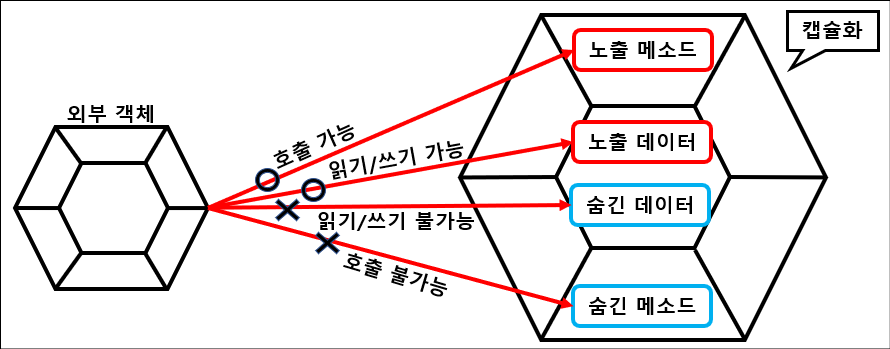 캡슐화
노출 메소드
외부 객체
호출 가능
노출 데이터
읽기/쓰기 가능
숨긴 데이터
읽기/쓰기 불가능
호출 불가능
숨긴 메소드